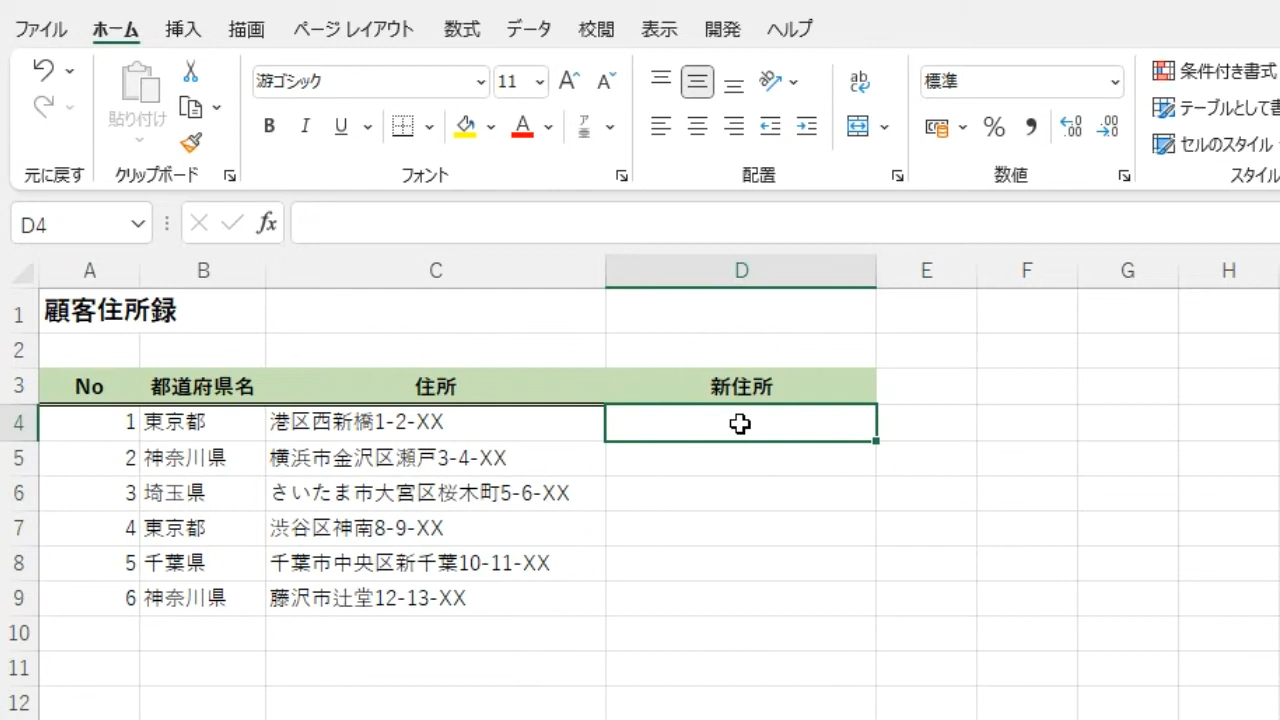 ファイル ホーム 挿入 描画 ページ レイアウト 数式 データ 校閲 表示 開発 ヘルプ
貼り付け 游ゴシック 11 標準 条件付き書式
テーブルとして
B I U A ア 亜 % セルのスタイル
元に戻す クリップボード フォント 配置 数値 スタイル
D4 fx
A B C D E F G H
1 顧客住所録
2
3 No 都道府県名 住所 新住所
4 1 東京都 港区西新橋1-2-XX
5 2 神奈川県 横浜市金沢区瀬戸3-4-XX
6 3 埼玉県 さいたま市大宮区桜木町5-6-XX
7 4 東京都 渋谷区神南8-9-XX
8 5 千葉県 千葉市中央区新千葉10-11-XX
9 6 神奈川県 藤沢市辻堂12-13-XX
10
11
12